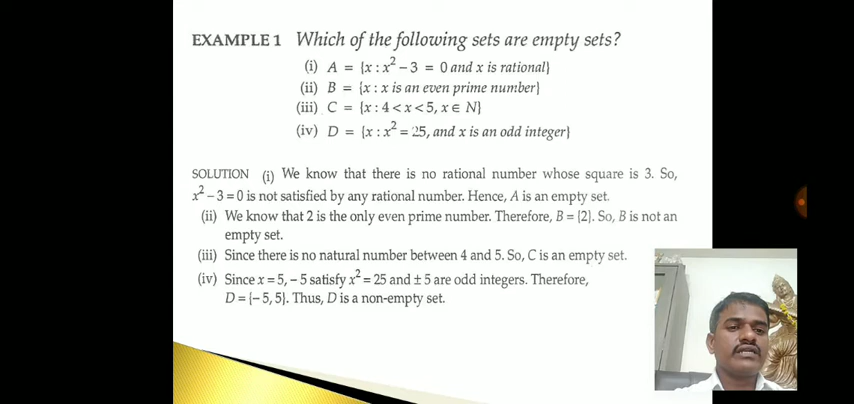 EXAMPLE 1 Which of the following sets are empty sets?
(i) A = {x : x² – 3 = 0 and x is rational}
(ii) B = {x : x is an even prime number}
(iii) C = {x : 4 < x < 5, x ∈ N}
(iv) D = {x : x² = 25, and x is an odd integer}
SOLUTION (i) We know that there is no rational number whose square is 3. So,
x² – 3 = 0 is not satisfied by any rational number. Hence, A is an empty set.
(ii) We know that 2 is the only even prime number. Therefore, B = {2}. So, B is not an
empty set.
(iii) Since there is no natural number between 4 and 5. So, C is an empty set.
(iv) Since x = 5, – 5 satisfy x² = 25 and ± 5 are odd integers. Therefore,
D = {– 5, 5}. Thus, D is a non-empty set.